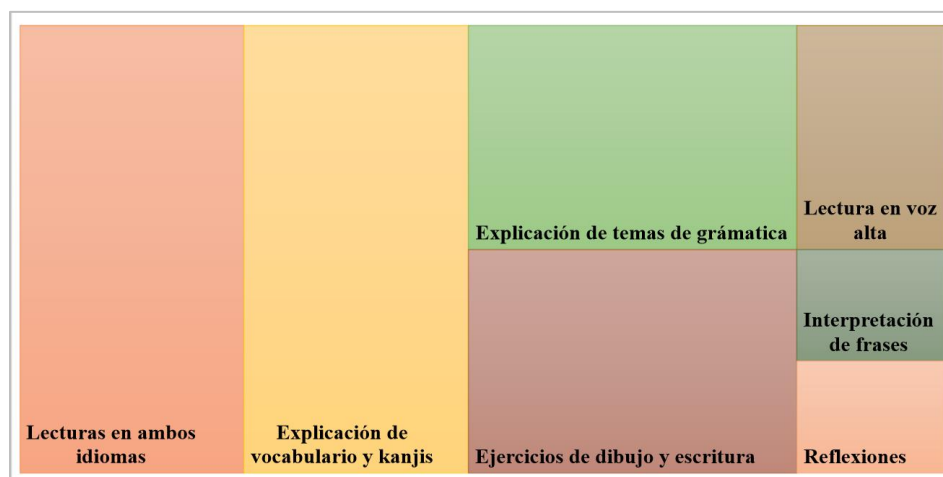 Lecturas en ambos
idiomas
Explicación de
vocabulario y kanjis
Explicación de temas de grámatica
Ejercicios de dibujo y escritura
Lectura en voz
alta
Interpretación
de frases
Reflexiones